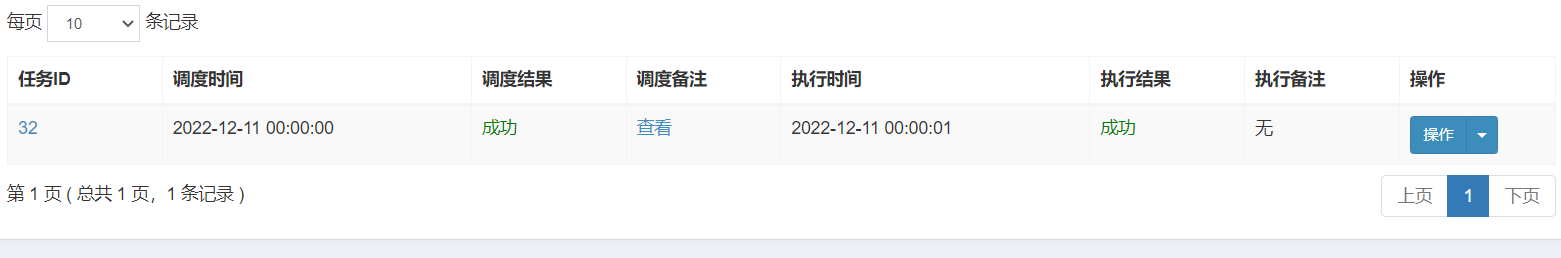 每页 10 条记录
任务ID 调度时间 调度结果 调度备注 执行时间 执行结果 执行备注 操作
32 2022-12-11 00:00:00 成功 查看 2022-12-11 00:00:01 成功 无 操作
第 1 页 ( 总共 1 页，1 条记录 ) 上页 1 下页